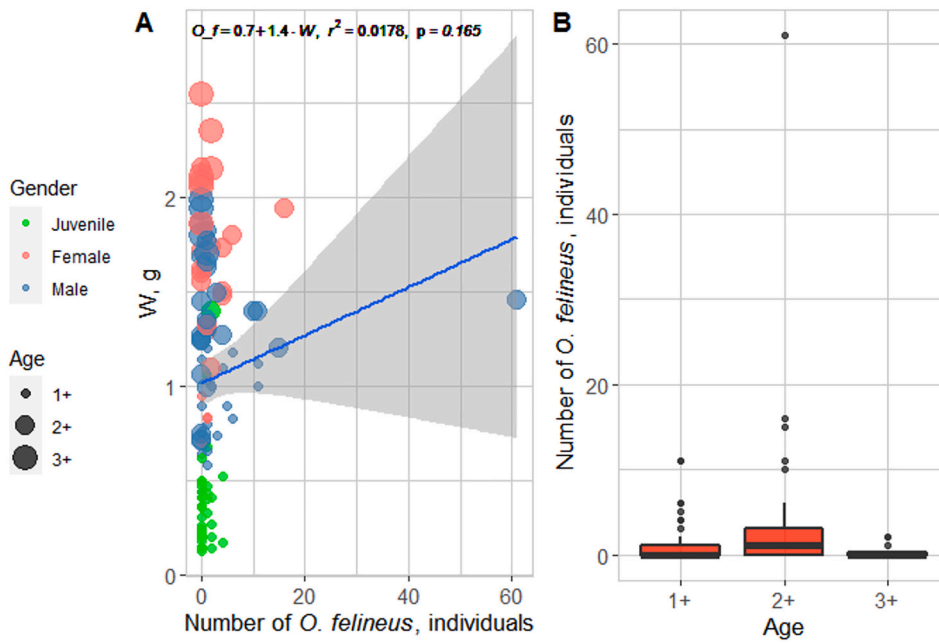 A
O_f = 0.7 + 1.4 · W, r² = 0.0178, p = 0.165
W, g
2
1
0
0
20
40
60
Number of O. felineus, individuals
Gender
Juvenile
Female
Male
Age
1+
2+
3+
B
Number of O. felineus, individuals
60
40
20
0
1+
2+
3+
Age